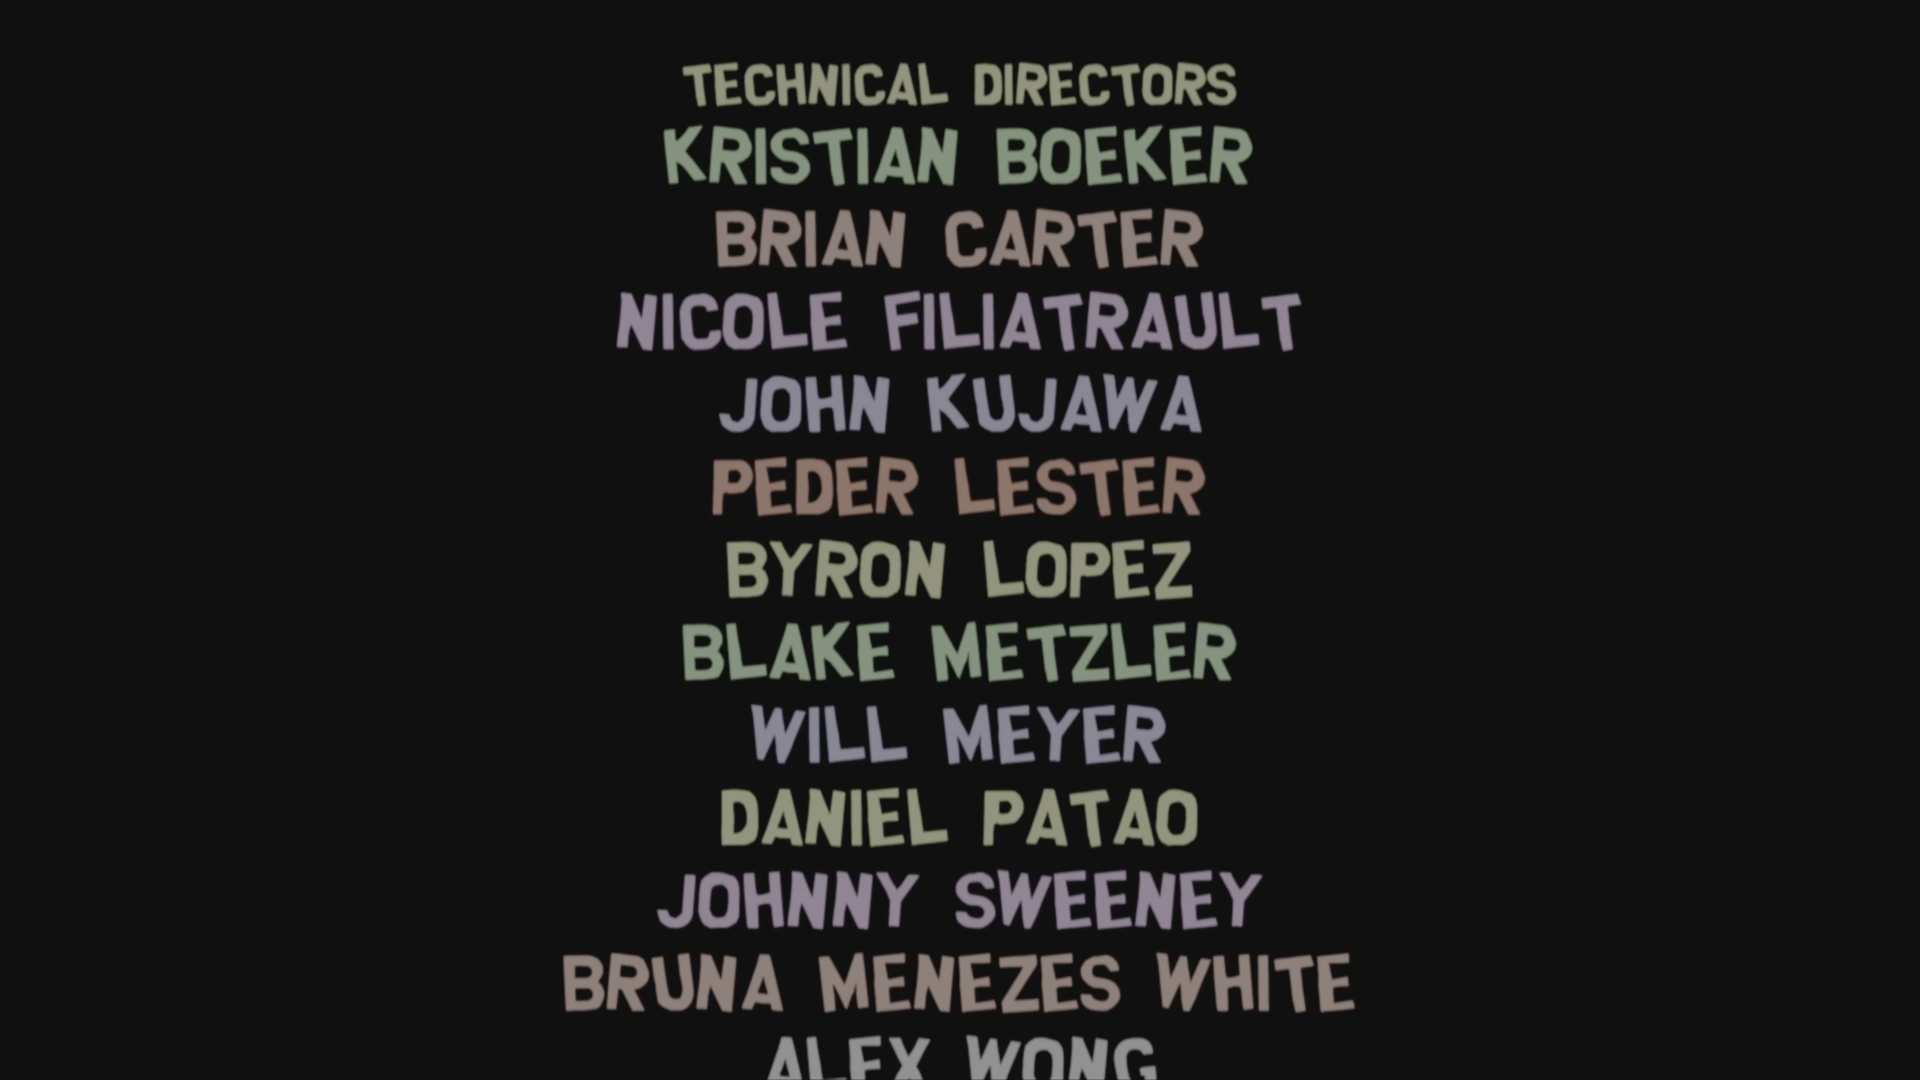 TECHNICAL DIRECTORS
KRISTIAN BOEKER
BRIAN CARTER
NICOLE FILIATRAULT
JOHN KUJAWA
PEDER LESTER
BYRON LOPEZ
BLAKE METZLER
WILL MEYER
DANIEL PATAO
JOHNNY SWEENEY
BRUNA MENEZES WHITE
ALEX WONG